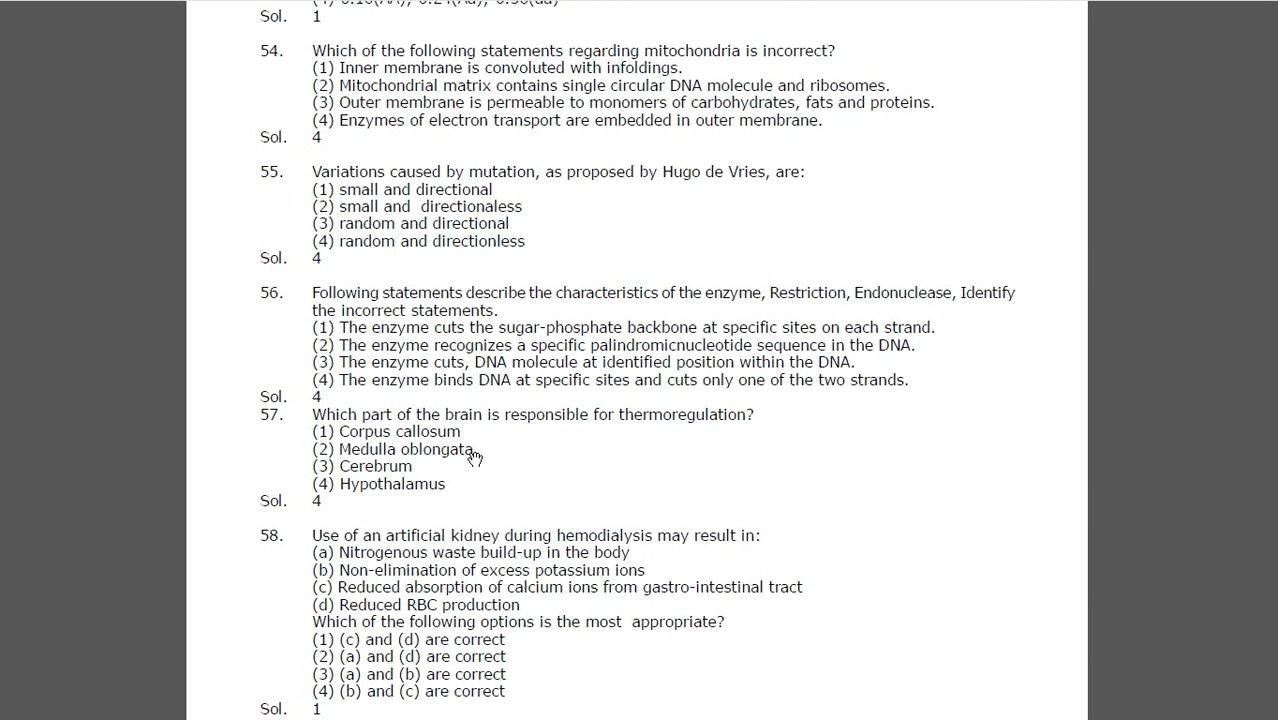 Sol. 1
54. Which of the following statements regarding mitochondria is incorrect?
(1) Inner membrane is convoluted with infoldings.
(2) Mitochondrial matrix contains single circular DNA molecule and ribosomes.
(3) Outer membrane is permeable to monomers of carbohydrates, fats and proteins.
(4) Enzymes of electron transport are embedded in outer membrane.
Sol. 4
55. Variations caused by mutation, as proposed by Hugo de Vries, are:
(1) small and directional
(2) small and directionaless
(3) random and directional
(4) random and directionless
Sol. 4
56. Following statements describe the characteristics of the enzyme, Restriction, Endonuclease, Identify
the incorrect statements.
(1) The enzyme cuts the sugar-phosphate backbone at specific sites on each strand.
(2) The enzyme recognizes a specific palindromicnucleotide sequence in the DNA.
(3) The enzyme cuts, DNA molecule at identified position within the DNA.
(4) The enzyme binds DNA at specific sites and cuts only one of the two strands.
Sol. 4
57. Which part of the brain is responsible for thermoregulation?
(1) Corpus callosum
(2) Medulla oblongata
(3) Cerebrum
(4) Hypothalamus
Sol. 4
58. Use of an artificial kidney during hemodialysis may result in:
(a) Nitrogenous waste build-up in the body
(b) Non-elimination of excess potassium ions
(c) Reduced absorption of calcium ions from gastro-intestinal tract
(d) Reduced RBC production
Which of the following options is the most appropriate?
(1) (c) and (d) are correct
(2) (a) and (d) are correct
(3) (a) and (b) are correct
(4) (b) and (c) are correct
Sol. 1